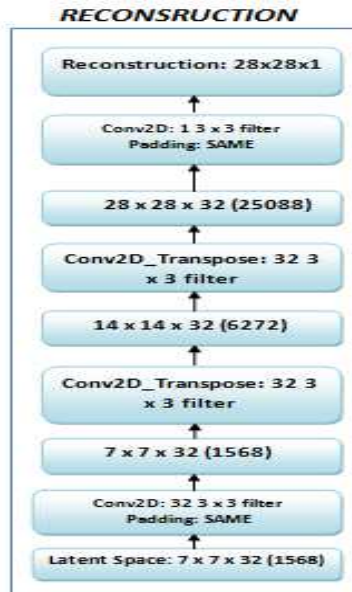 RECONSRUCTION
Reconstruction: 28x28x1
Conv2D: 1 3 x 3 filter
Padding: SAME
28 x 28 x 32 (25088)
Conv2D_Transpose: 32 3
x 3 filter
14 x 14 x 32 (6272)
Conv2D_Transpose: 32 3
x 3 filter
7 x 7 x 32 (1568)
Conv2D: 32 3 x 3 filter
Padding: SAME
Latent Space: 7 x 7 x 32 (1568)